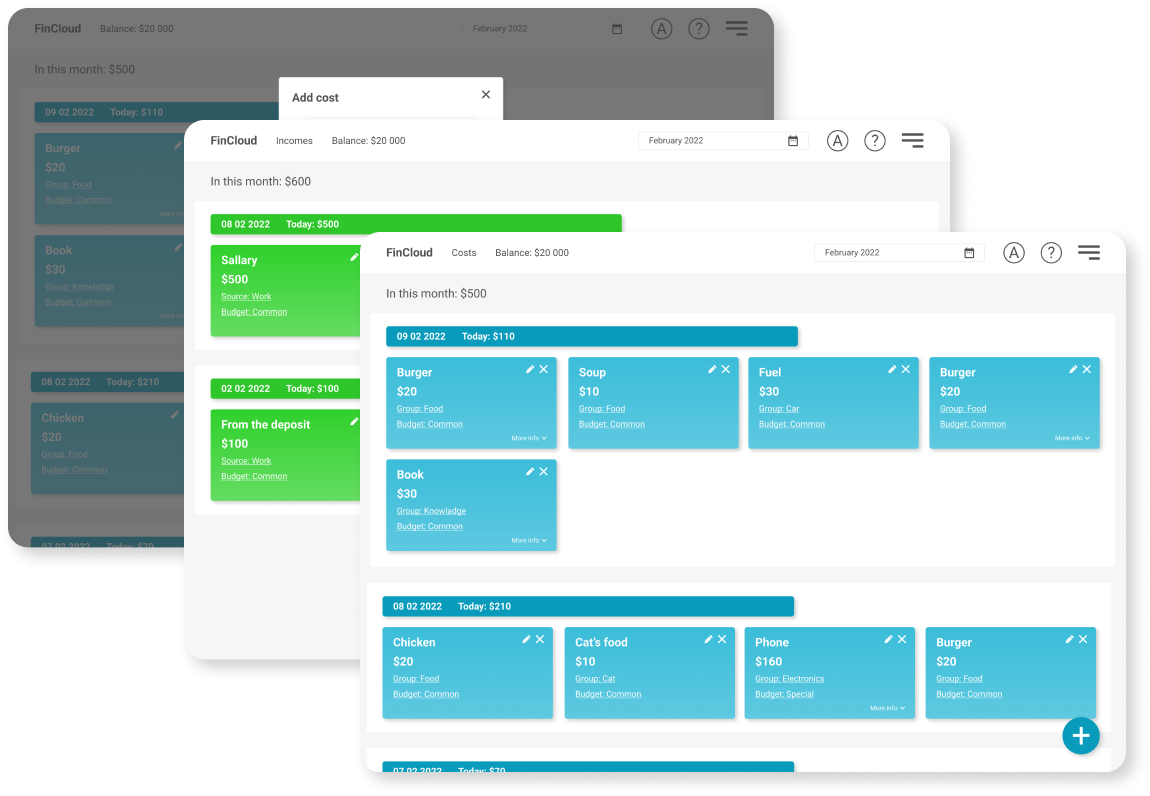 FinCloud Balance: $20 000 February 2022 A ?
In this month: $500
Add cost
09 02 2022 Today: $110
Burger
$20
Group: Food
Budget: Common
More info
Book
$30
Group: Knowladge
Budget: Common
08 02 2022 Today: $210
Chicken
$20
Group: Food
Budget: Common
07 02 2022 Today: $70
FinCloud Incomes Balance: $20 000 February 2022 A ?
In this month: $600
08 02 2022 Today: $500
Sallary
$500
Source: Work
Budget: Common
02 02 2022 Today: $100
From the deposit
$100
Source: Work
Budget: Common
FinCloud Costs Balance: $20 000 February 2022 A ?
In this month: $500
09 02 2022 Today: $110
Burger Soup Fuel Burger
$20 $10 $30 $20
Group: Food Group: Food Group: Car Group: Food
Budget: Common Budget: Common Budget: Common Budget: Common
More info More info
Book
$30
Group: Knowladge
Budget: Common
More info
08 02 2022 Today: $210
Chicken Cat's food Phone Burger
$20 $10 $160 $20
Group: Food Group: Cat Group: Electronics Group: Food
Budget: Common Budget: Common Budget: Special Budget: Common
More info
07 02 2022 Today: $70